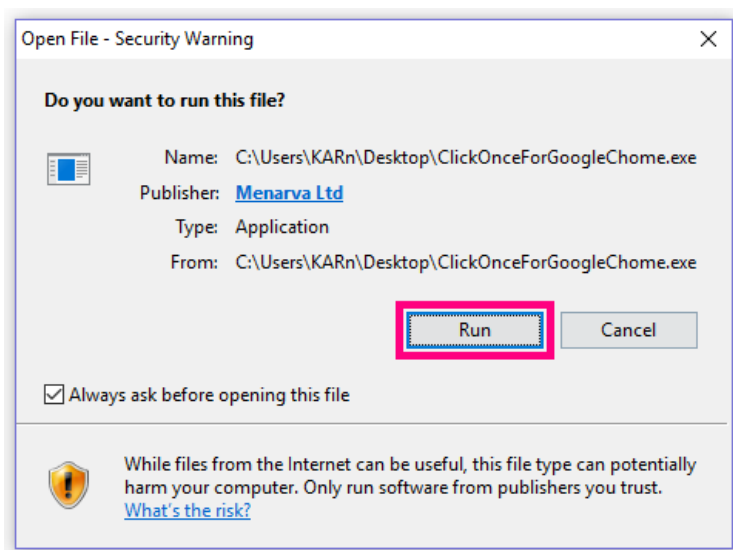 Open File - Security Warning
Do you want to run this file?
Name: C:\Users\KARn\Desktop\ClickOnceForGoogleChome.exe
Publisher: Menarva Ltd
Type: Application
From: C:\Users\KARn\Desktop\ClickOnceForGoogleChome.exe
Run Cancel
Always ask before opening this file
While files from the Internet can be useful, this file type can potentially
harm your computer. Only run software from publishers you trust.
What's the risk?